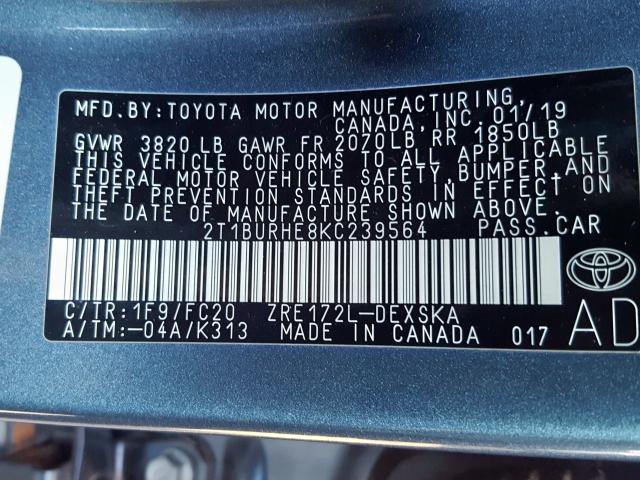 MFD. BY: TOYOTA MOTOR MANUFACTURING,
CANADA, INC. 01/19
GVWR 3820 LB GAWR FR 2070LB RR 1850LB
THIS VEHICLE CONFORMS TO ALL APPLICABLE
FEDERAL MOTOR VEHICLE SAFETY, BUMPER, AND
THEFT PREVENTION STANDARDS IN EFFECT ON
THE DATE OF MANUFACTURE SHOWN ABOVE.
2T1BURHE8KC239564 PASS. CAR
C/TR: 1F9/FC20 ZRE172L-DEXSKA
A/TM: -04A/K313 MADE IN CANADA 017 AD